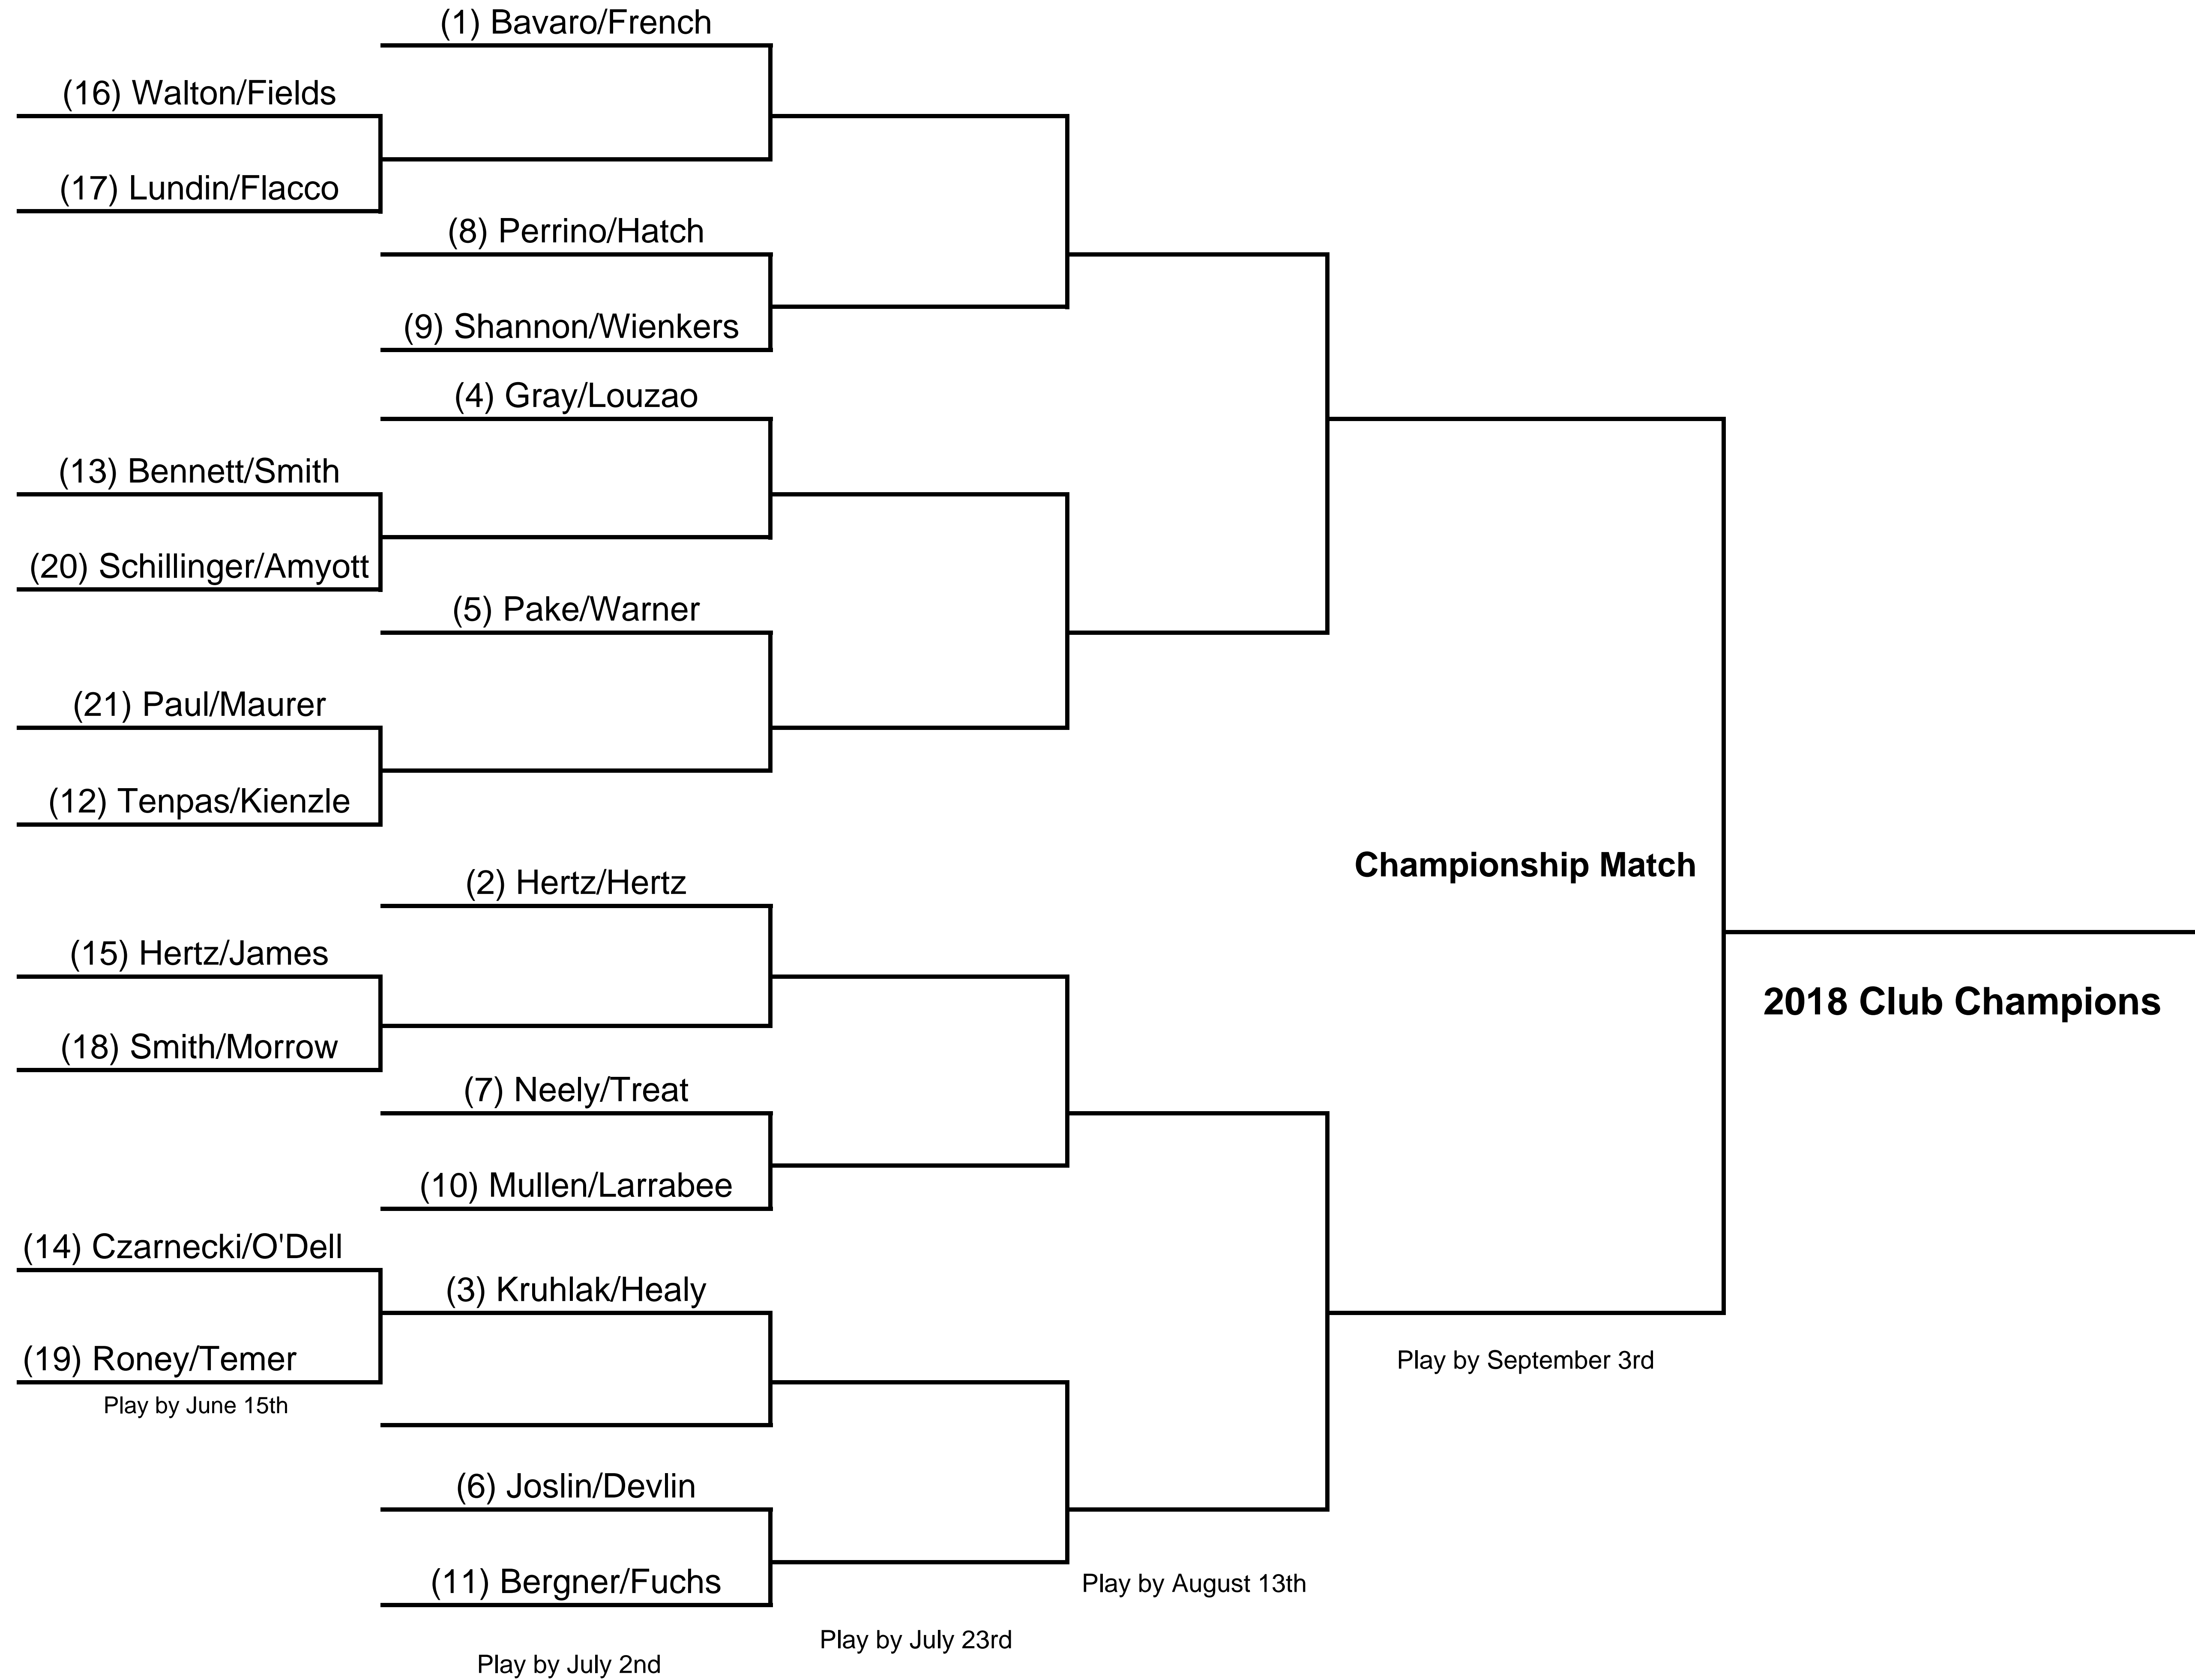 (1) Bavaro/French
(16) Walton/Fields
(17) Lundin/Flacco
(8) Perrino/Hatch
(9) Shannon/Wienkers
(4) Gray/Louzao
(13) Bennett/Smith
(20) Schillinger/Amyott
(5) Pake/Warner
(21) Paul/Maurer
(12) Tenpas/Kienzle
Championship Match
(2) Hertz/Hertz
(15) Hertz/James
2018 Club Champions
(18) Smith/Morrow
(7) Neely/Treat
(10) Mullen/Larrabee
(14) Czarnecki/O'Dell
(3) Kruhlak/Healy
(19) Roney/Temer
Play by September 3rd
Play by June 15th
(6) Joslin/Devlin
(11) Bergner/Fuchs
Play by August 13th
Play by July 23rd
Play by July 2nd